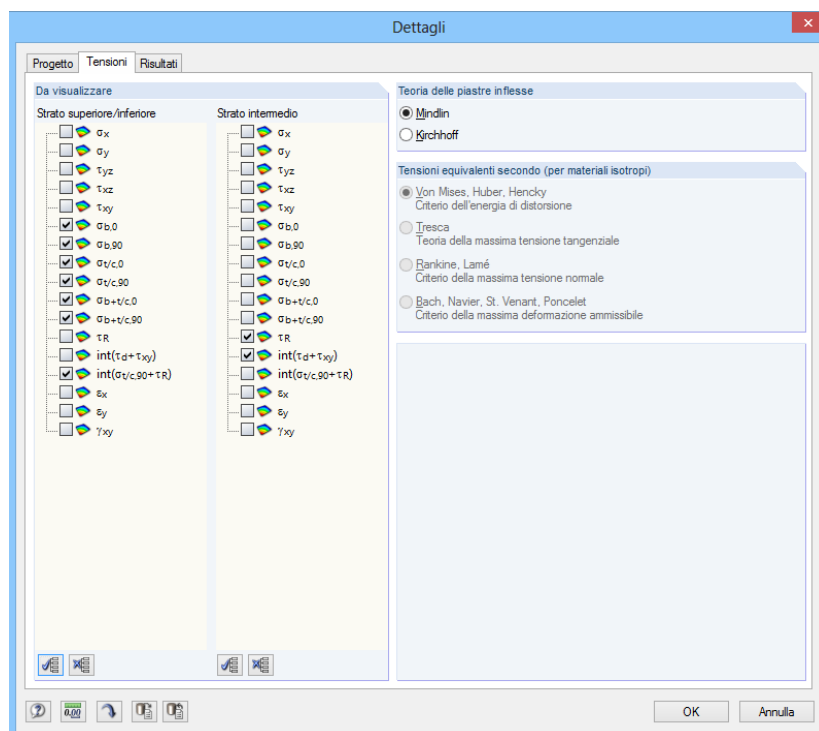 Dettagli
Progetto Tensioni Risultati
Da visualizzare
Strato superiore/inferiore
σx
σy
τyz
τxz
τxy
σb,0
σb,90
σt/c,0
σt/c,90
σb+t/c,0
σb+t/c,90
τR
int(τd+τxy)
int(σt/c,90+τR)
εx
εy
γxy
Strato intermedio
σx
σy
τyz
τxz
τxy
σb,0
σb,90
σt/c,0
σt/c,90
σb+t/c,0
σb+t/c,90
τR
int(τd+τxy)
int(σt/c,90+τR)
εx
εy
γxy
Teoria delle piastre inflesse
Mindlin
Kirchhoff
Tensioni equivalenti secondo (per materiali isotropi)
Von Mises, Huber, Hencky
Criterio dell'energia di distorsione
Tresca
Teoria della massima tensione tangenziale
Rankine, Lamé
Criterio della massima tensione normale
Bach, Navier, St. Venant, Poncelet
Criterio della massima deformazione ammissibile
0.00
OK Annulla